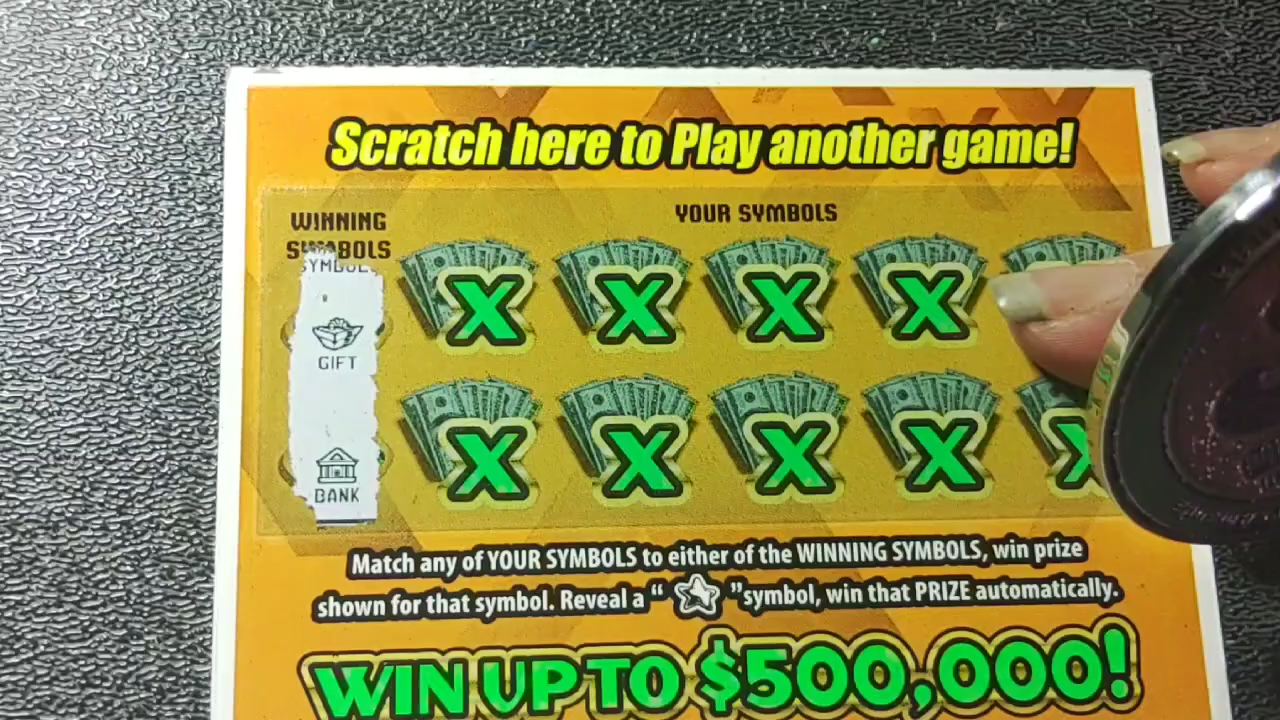 Scratch here to Play another game!
WINNING
SYMBOLS
YOUR SYMBOLS
X X X X
GIFT
X X X X X
BANK
Match any of YOUR SYMBOLS to either of the WINNING SYMBOLS, win prize
shown for that symbol. Reveal a " " symbol, win that PRIZE automatically.
WIN UP TO $500,000!